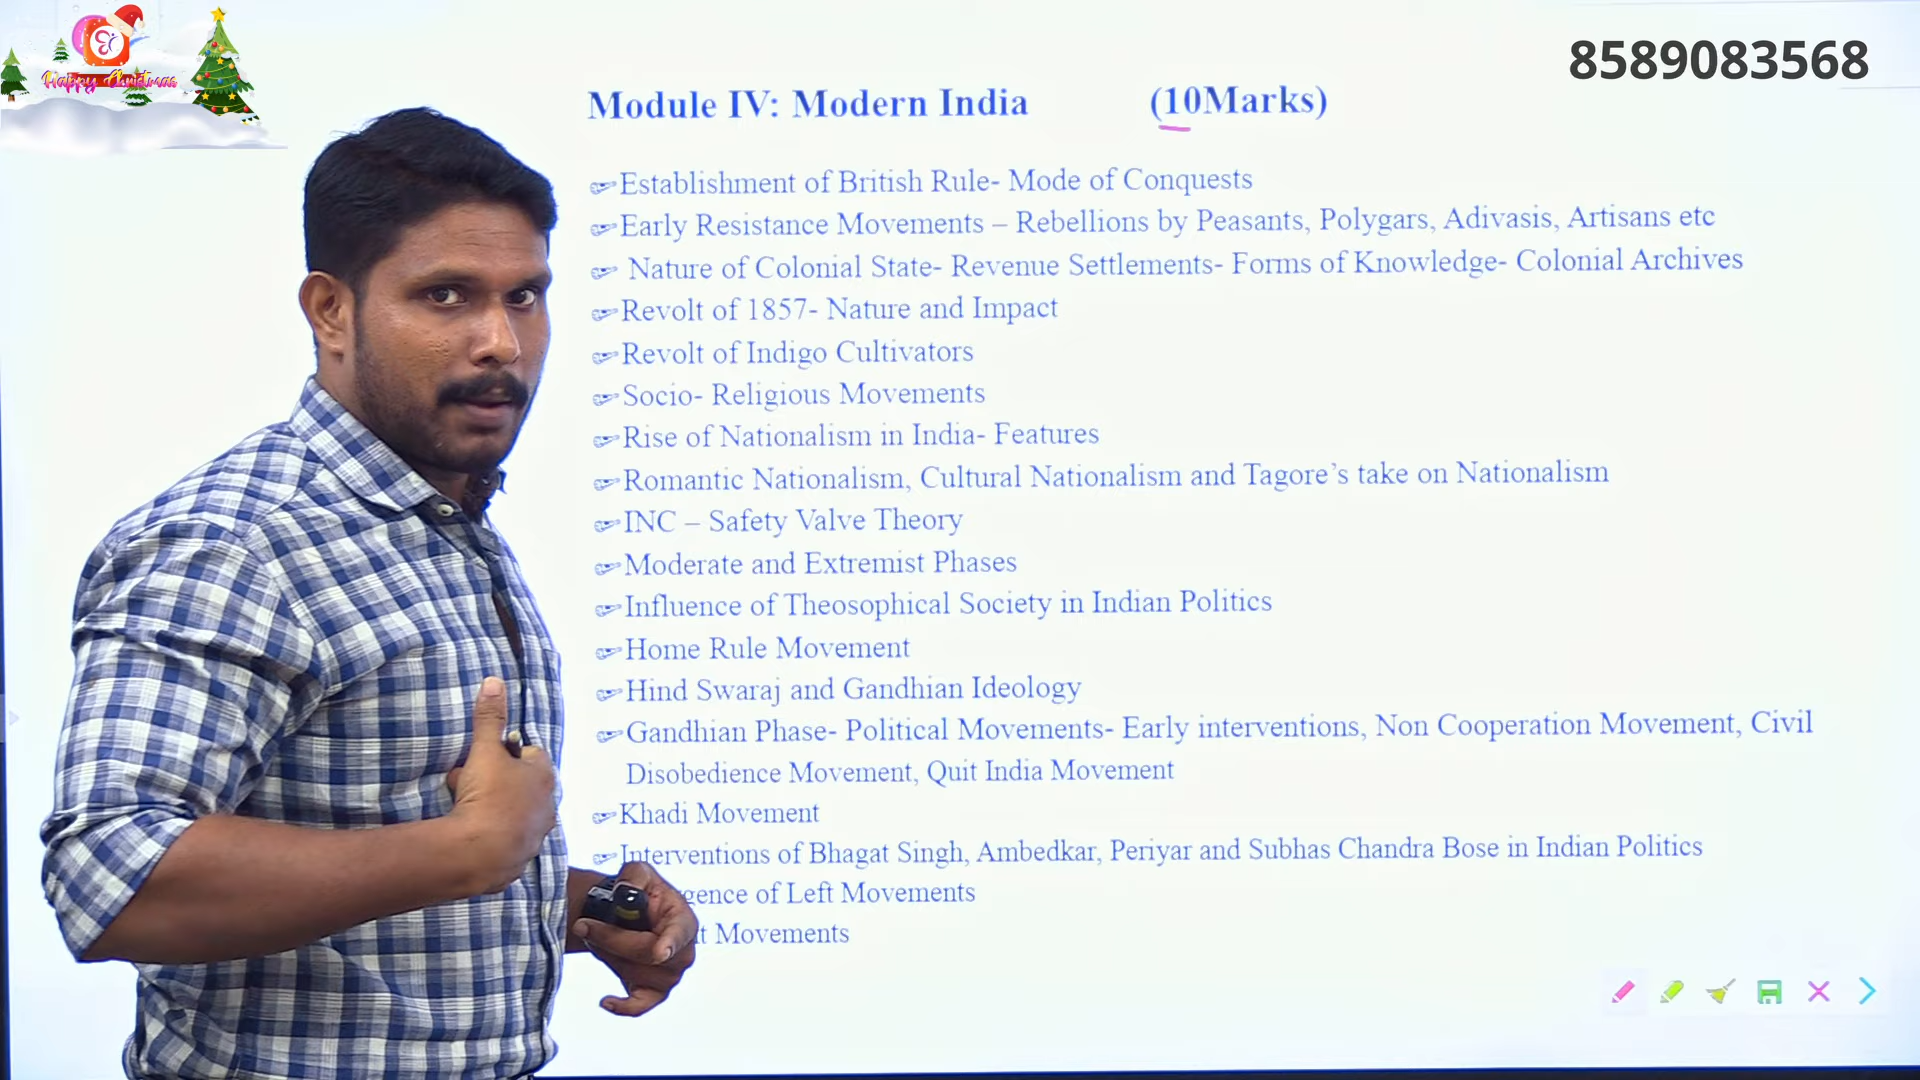 Happy Christmas
8589083568
Module IV: Modern India (10Marks)
Establishment of British Rule- Mode of Conquests
Early Resistance Movements – Rebellions by Peasants, Polygars, Adivasis, Artisans etc
Nature of Colonial State- Revenue Settlements- Forms of Knowledge- Colonial Archives
Revolt of 1857- Nature and Impact
Revolt of Indigo Cultivators
Socio- Religious Movements
Rise of Nationalism in India- Features
Romantic Nationalism, Cultural Nationalism and Tagore’s take on Nationalism
INC – Safety Valve Theory
Moderate and Extremist Phases
Influence of Theosophical Society in Indian Politics
Home Rule Movement
Hind Swaraj and Gandhian Ideology
Gandhian Phase- Political Movements- Early interventions, Non Cooperation Movement, Civil
Disobedience Movement, Quit India Movement
Khadi Movement
Interventions of Bhagat Singh, Ambedkar, Periyar and Subhas Chandra Bose in Indian Politics
of Left Movements
Movements